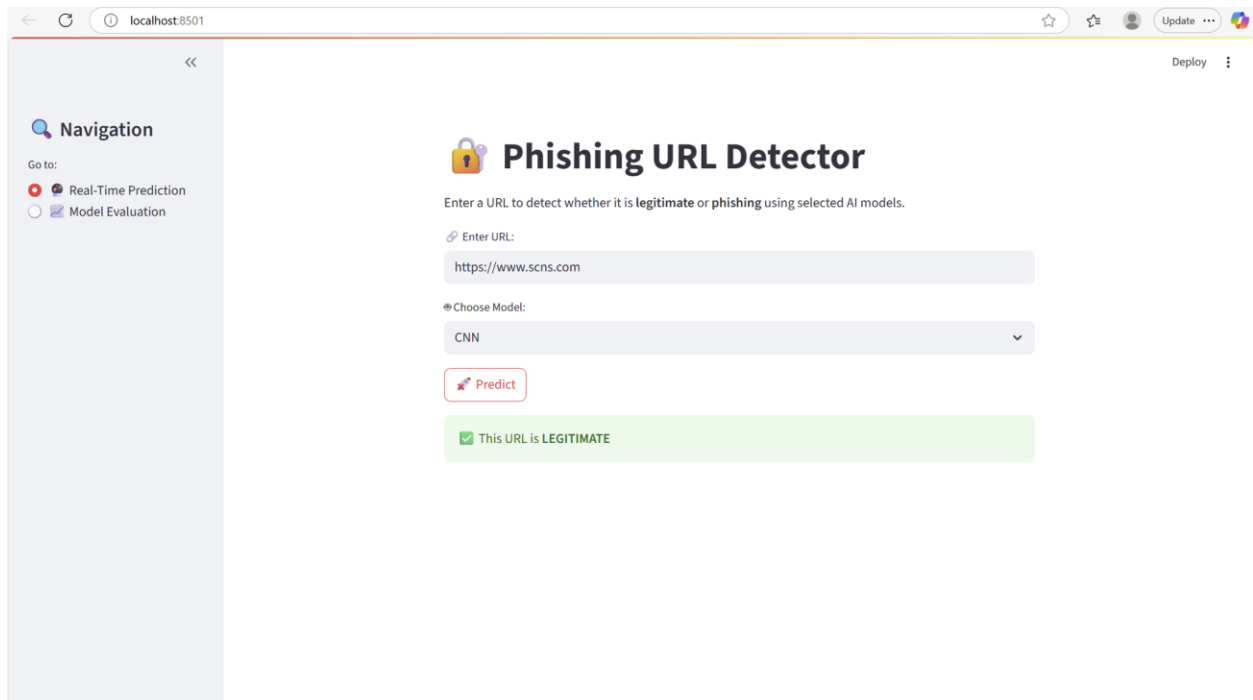 localhost:8501
Update
Deploy
Navigation
Go to:
Real-Time Prediction
Model Evaluation
Phishing URL Detector
Enter a URL to detect whether it is legitimate or phishing using selected AI models.
Enter URL:
https://www.scns.com
Choose Model:
CNN
Predict
This URL is LEGITIMATE